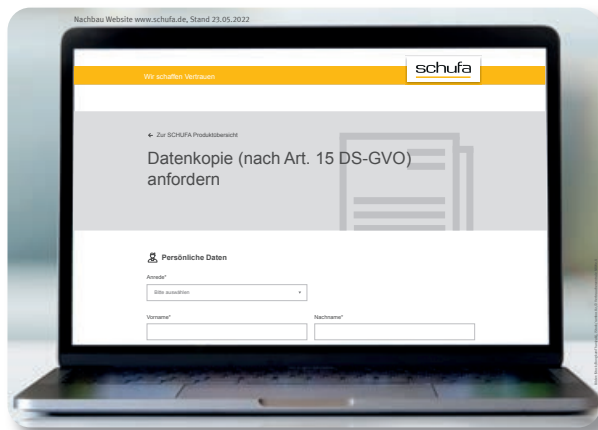 Nachbau Website www.schufa.de, Stand 23.05.2022
schufa
Wir schaffen Vertrauen
← Zur SCHUFA Produktübersicht
Datenkopie (nach Art. 15 DS-GVO)
anfordern
Persönliche Daten
Anrede*
Bitte auswählen
Vorname*
Nachname*